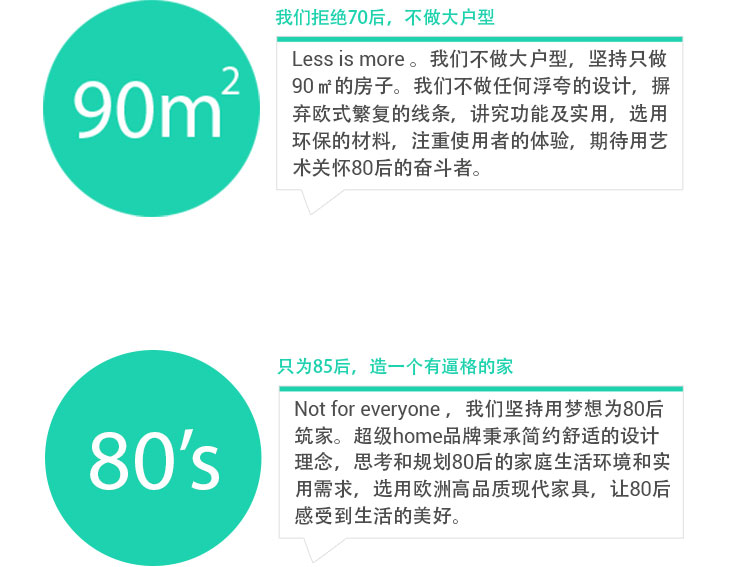 90m²
我们拒绝70后，不做大户型
Less is more 。我们不做大户型，坚持只做
90㎡的房子。我们不做任何浮夸的设计，摒
弃欧式繁复的线条，讲究功能及实用，选用
环保的材料，注重使用者的体验，期待用艺
术关怀80后的奋斗者。
80’s
只为85后，造一个有逼格的家
Not for everyone ，我们坚持用梦想为80后
筑家。超级home品牌秉承简约舒适的设计
理念，思考和规划80后的家庭生活环境和实
用需求，选用欧洲高品质现代家具，让80后
感受到生活的美好。